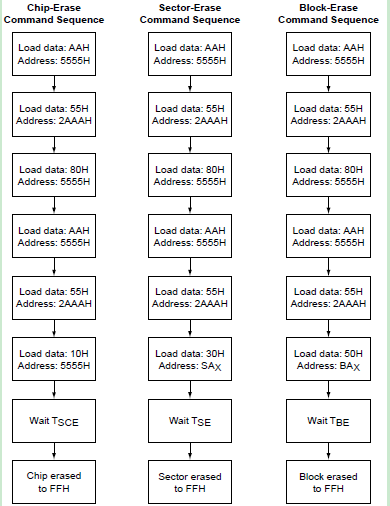 Chip-Erase
Command Sequence
Load data: AAH
Address: 5555H
Load data: 55H
Address: 2AAAH
Load data: 80H
Address: 5555H
Load data: AAH
Address: 5555H
Load data: 55H
Address: 2AAAH
Load data: 10H
Address: 5555H
Wait TSCE
Chip erased
to FFH
Sector-Erase
Command Sequence
Load data: AAH
Address: 5555H
Load data: 55H
Address: 2AAAH
Load data: 80H
Address: 5555H
Load data: AAH
Address: 5555H
Load data: 55H
Address: 2AAAH
Load data: 30H
Address: SAX
Wait TSE
Sector erased
to FFH
Block-Erase
Command Sequence
Load data: AAH
Address: 5555H
Load data: 55H
Address: 2AAAH
Load data: 80H
Address: 5555H
Load data: AAH
Address: 5555H
Load data: 55H
Address: 2AAAH
Load data: 50H
Address: BAX
Wait TBE
Block erased
to FFH